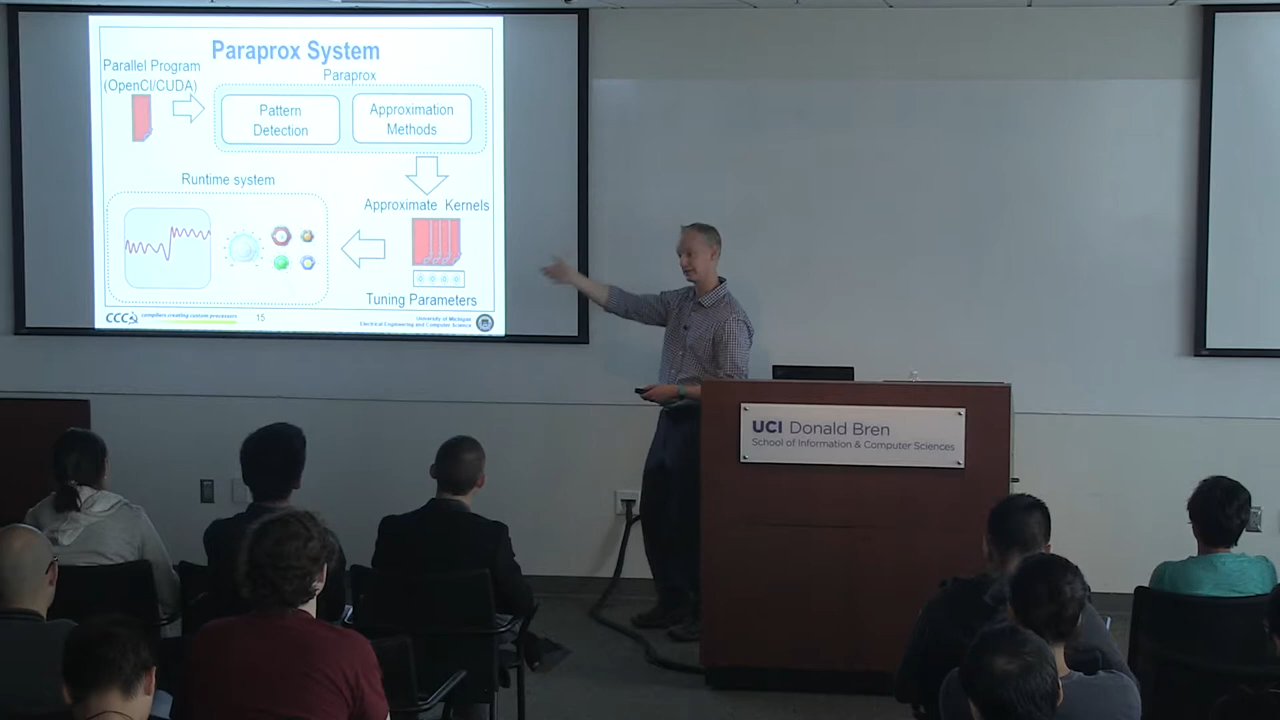 Paraprox System
Parallel Program
(OpenCl/CUDA)
Paraprox
Pattern
Detection
Approximation
Methods
Runtime system
Approximate Kernels
Tuning Parameters
CCCP
compilers creating custom processors
15
University of Michigan
Electrical Engineering and Computer Science
UCI Donald Bren
School of Information & Computer Sciences